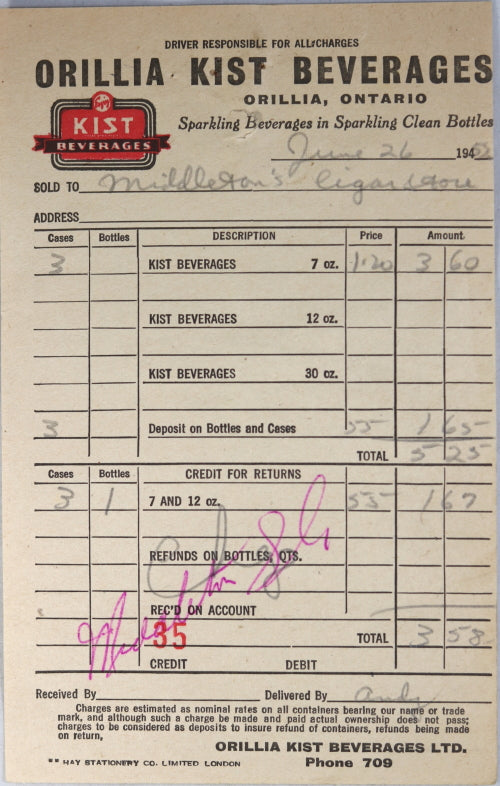 DRIVER RESPONSIBLE FOR ALL CHARGES
ORILLIA KIST BEVERAGES
ORILLIA, ONTARIO
KIST
BEVERAGES
Sparkling Beverages in Sparkling Clean Bottles
June 26 194
SOLD TO Middleton's Cigar Store
ADDRESS
Cases Bottles DESCRIPTION Price Amount
3 KIST BEVERAGES 7 oz. 1.20 3 60
KIST BEVERAGES 12 oz.
KIST BEVERAGES 30 oz.
3 Deposit on Bottles and Cases 55 1 65
TOTAL 5 25
Cases Bottles CREDIT FOR RETURNS
3 1 7 AND 12 oz. 55 1 67
REFUNDS ON BOTTLES, QTS.
REC'D ON ACCOUNT
Middleton
35 TOTAL 3 58
CREDIT DEBIT
Received By Delivered By Andy
Charges are estimated as nominal rates on all containers bearing our name or trade
mark, and although such a charge be made and paid actual ownership does not pass;
charges to be considered as deposits to insure refund of containers, refunds being made
on return,
ORILLIA KIST BEVERAGES LTD.
HAY STATIONERY CO. LIMITED LONDON Phone 709